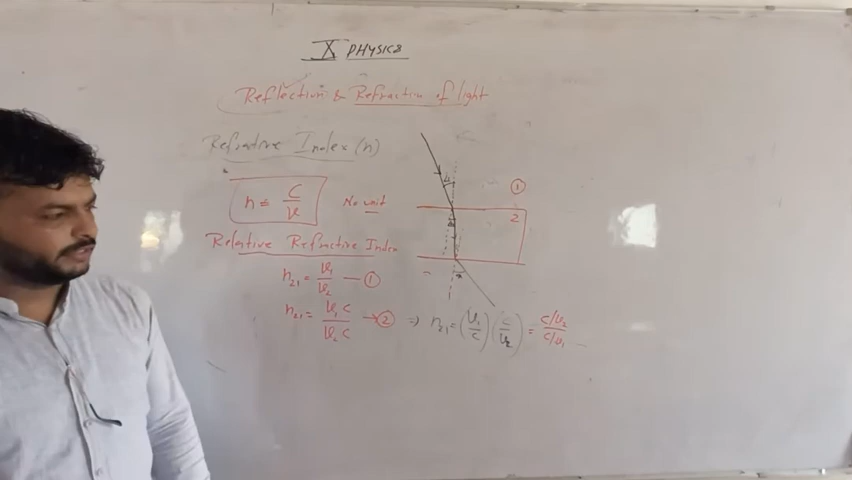 X PHYSICS
Reflection & Refraction of light
Refrative Index (n)
n = c/v No unit
1
2
Relative Refractive Index
n21 = v1/v2 — 1
n21 = v1 c/v2 c → 2 ⇒ n21 = (v1/c) (c/v2) = c/v2/c/v1